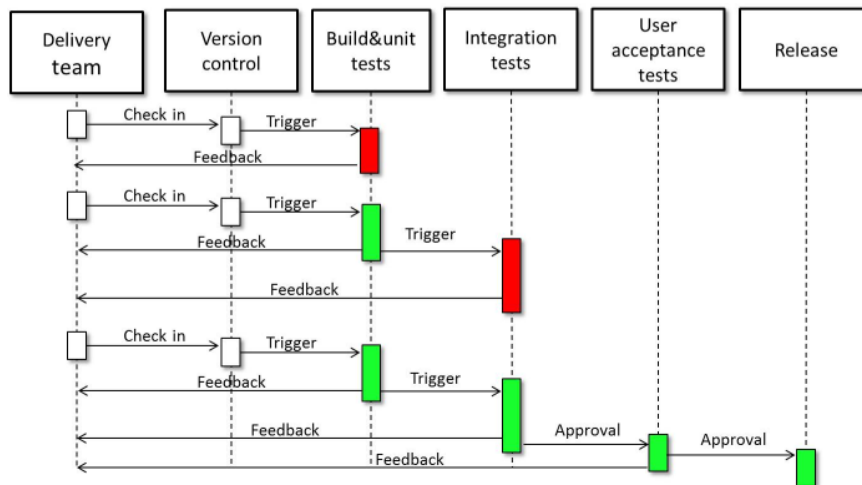 Delivery
team
Version
control
Build&unit
tests
Integration
tests
User
acceptance
tests
Release
Check in
Trigger
Feedback
Check in
Trigger
Feedback
Trigger
Feedback
Check in
Trigger
Feedback
Trigger
Feedback
Approval
Approval
Feedback